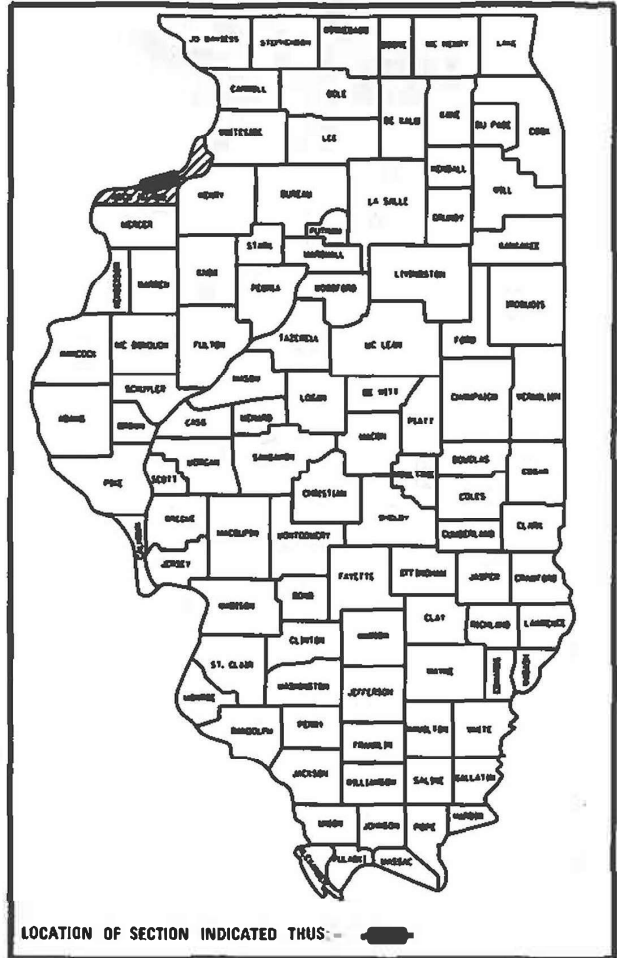 JO DAVIESS
STEPHENSON
WINNEBAGO
BOONE
MC HENRY
LAKE
CARROLL
OGLE
DE KALB
KANE
DU PAGE
COOK
WHITESIDE
LEE
KENDALL
WILL
HENRY
BUREAU
LA SALLE
GRUNDY
MERCER
PUTNAM
KANKAKEE
STARK
MARSHALL
LIVINGSTON
HENDERSON
WARREN
KNOX
PEORIA
WOODFORD
IROQUOIS
HANCOCK
MC DONOUGH
FULTON
TAZEWELL
MC LEAN
FORD
SCHUYLER
MASON
LOGAN
DE WITT
CHAMPAIGN
VERMILION
ADAMS
BROWN
CASS
MENARD
MACON
PIATT
PIKE
SCOTT
MORGAN
SANGAMON
CHRISTIAN
MOULTRIE
DOUGLAS
EDGAR
COLES
CALHOUN
GREENE
MACOUPIN
MONTGOMERY
SHELBY
CUMBERLAND
CLARK
JERSEY
FAYETTE
EFFINGHAM
JASPER
CRAWFORD
MADISON
BOND
CLAY
RICHLAND
LAWRENCE
CLINTON
MARION
ST. CLAIR
WAYNE
EDWARDS
WABASH
MONROE
WASHINGTON
JEFFERSON
RANDOLPH
PERRY
HAMILTON
WHITE
FRANKLIN
JACKSON
WILLIAMSON
SALINE
GALLATIN
UNION
JOHNSON
POPE
HARDIN
PULASKI
MASSAC
LOCATION OF SECTION INDICATED THUS: -